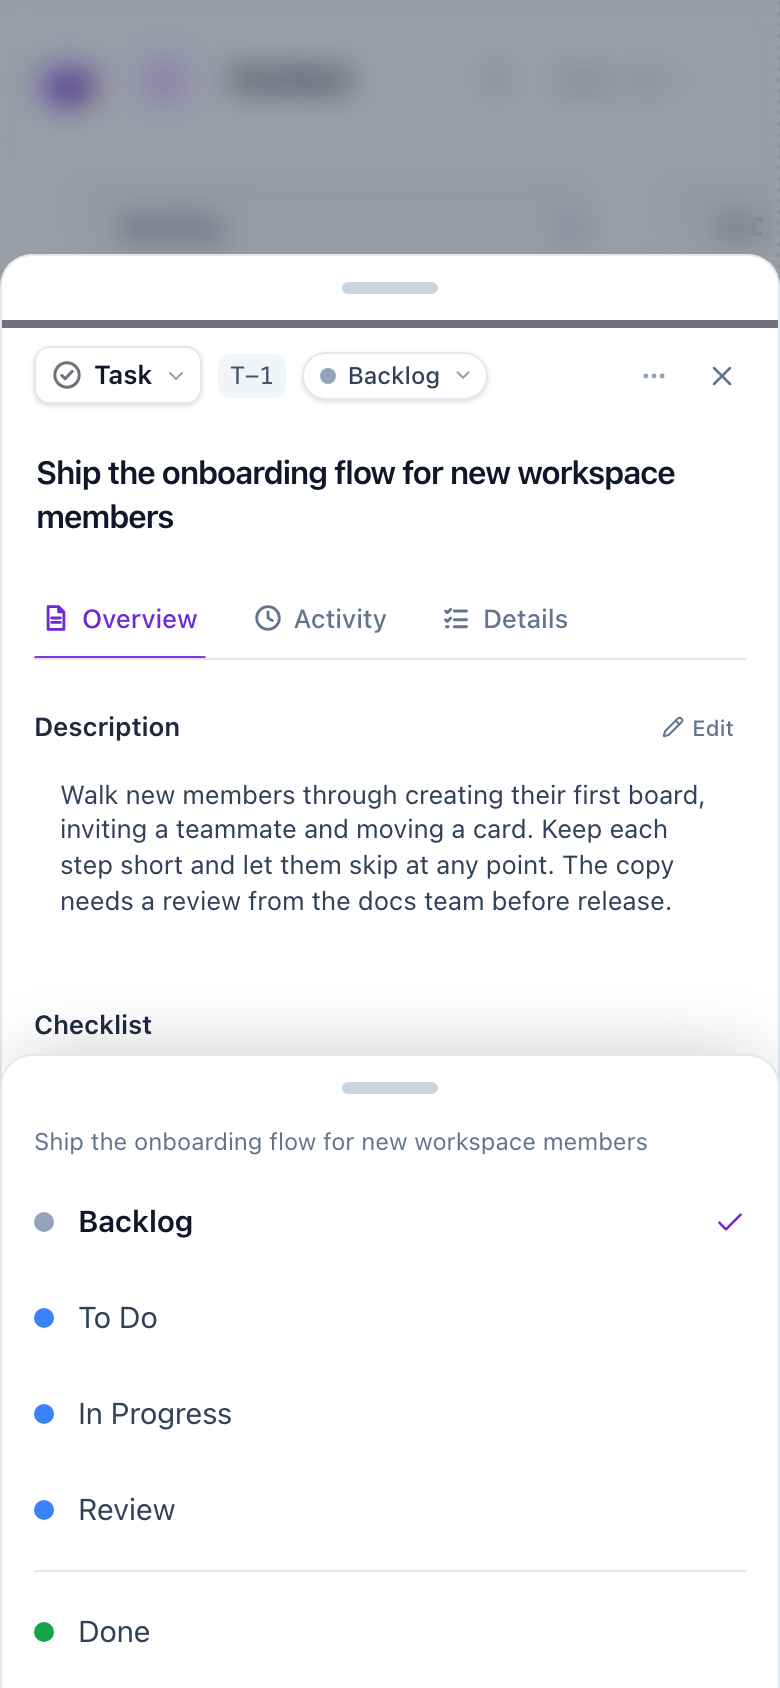 Task
T–1
Backlog
Ship the onboarding flow for new workspace
members
Overview
Activity
Details
Description
Edit
Walk new members through creating their first board,
inviting a teammate and moving a card. Keep each
step short and let them skip at any point. The copy
needs a review from the docs team before release.
Checklist
Ship the onboarding flow for new workspace members
Backlog
To Do
In Progress
Review
Done